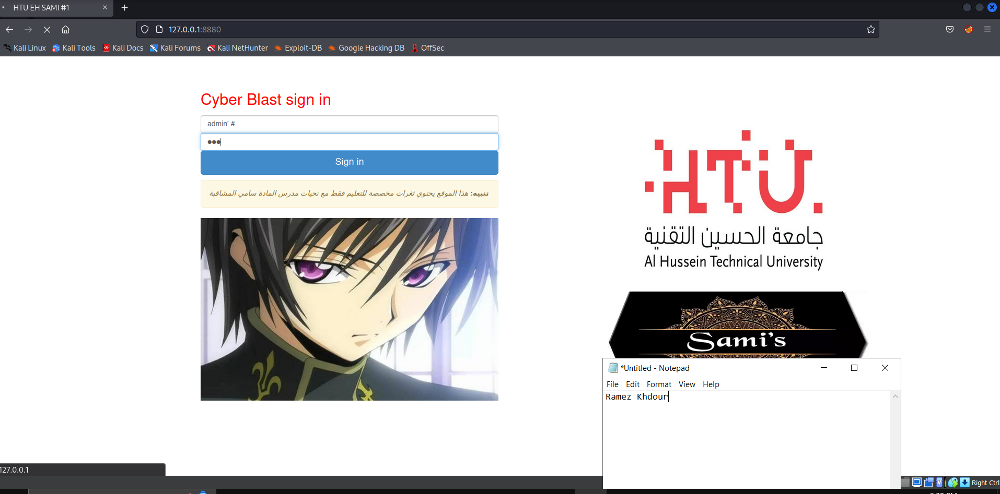 HTU EH SAMI #1
127.0.0.1:8880
Kali Linux Kali Tools Kali Docs Kali Forums Kali NetHunter Exploit-DB Google Hacking DB OffSec
Cyber Blast sign in
admin' #
Sign in
تنبيه: هذا الموقع يحتوي ثغرات مخصصة للتعليم فقط مع تحيات مدرس المادة سامي المشاقبة
HTU
جامعة الحسين التقنية
Al Hussein Technical University
Sami's
*Untitled - Notepad
File Edit Format View Help
Ramez Khdour
127.0.0.1
Right Ctrl